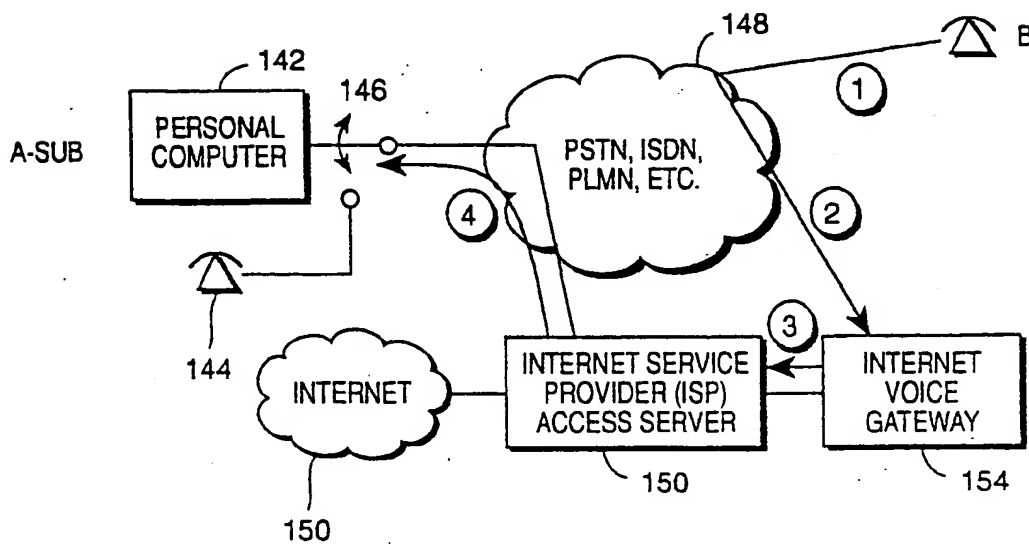 148
B
142
146
1
A-SUB
PERSONAL
COMPUTER
PSTN, ISDN,
PLMN, ETC.
4
2
144
3
INTERNET
INTERNET SERVICE
PROVIDER (ISP)
ACCESS SERVER
INTERNET
VOICE
GATEWAY
150
150
154